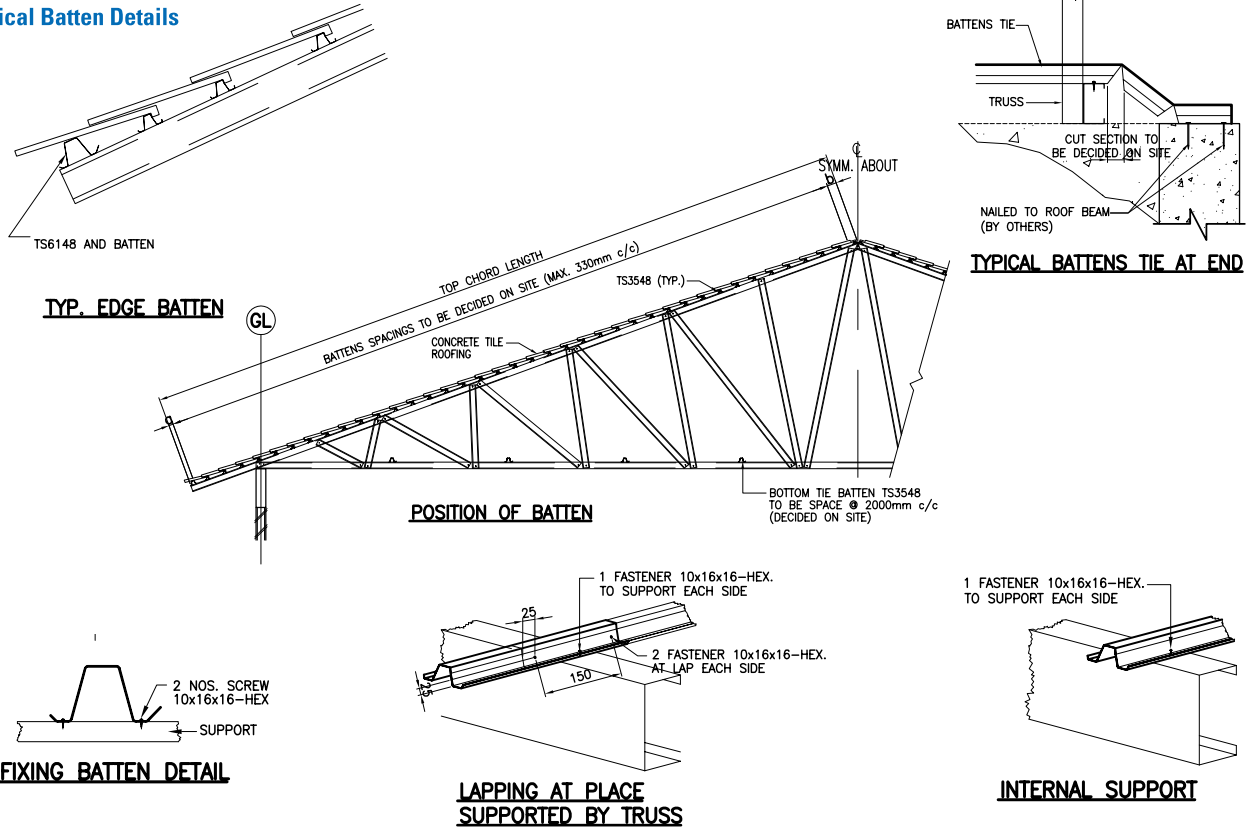 ical Batten Details
TS6148 AND BATTEN
TYP. EDGE BATTEN
BATTENS TIE
TRUSS
CUT SECTION TO
BE DECIDED ON SITE
NAILED TO ROOF BEAM
(BY OTHERS)
TYPICAL BATTENS TIE AT END
℄
SYMM. ABOUT
TOP CHORD LENGTH
BATTENS SPACINGS TO BE DECIDED ON SITE (MAX. 330mm c/c)
TS3548 (TYP.)
GL
CONCRETE TILE
ROOFING
BOTTOM TIE BATTEN TS3548
TO BE SPACE @ 2000mm c/c
(DECIDED ON SITE)
POSITION OF BATTEN
2 NOS. SCREW
10x16x16-HEX
SUPPORT
FIXING BATTEN DETAIL
1 FASTENER 10x16x16-HEX.
TO SUPPORT EACH SIDE
25
2 FASTENER 10x16x16-HEX.
AT LAP EACH SIDE
150
25
LAPPING AT PLACE
SUPPORTED BY TRUSS
1 FASTENER 10x16x16-HEX.
TO SUPPORT EACH SIDE
INTERNAL SUPPORT